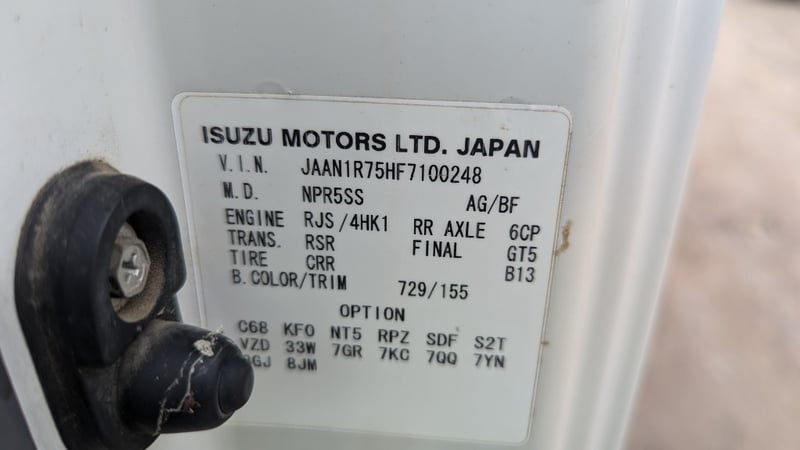 ISUZU MOTORS LTD. JAPAN
V.I.N. JAAN1R75HF7100248
M.D. NPR5SS AG/BF
ENGINE RJS/4HK1 RR AXLE 6CP
TRANS. RSR FINAL GT5
TIRE CRR B13
B.COLOR/TRIM 729/155
OPTION
C68 KFO NT5 RPZ SDF S2T
VZD 33W 7GR 7KC 7QQ 7YN
8JM